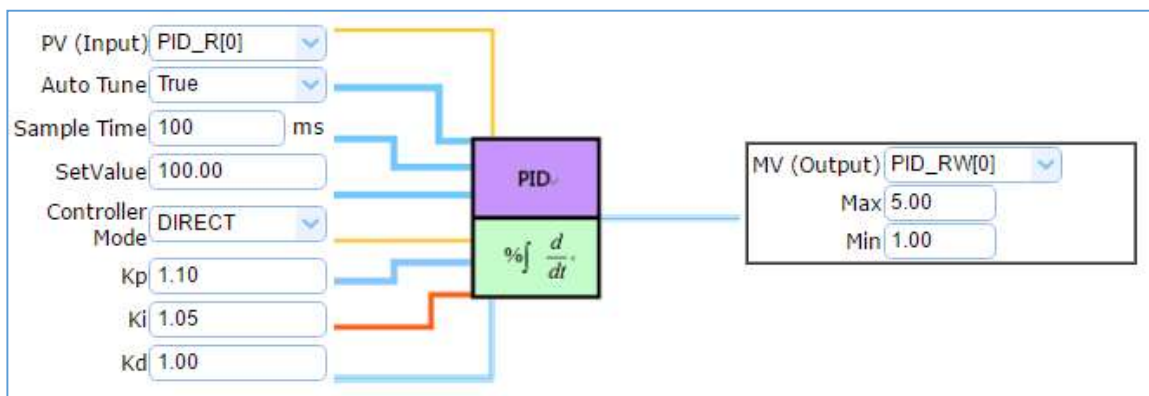 PV (Input) PID_R[0]
Auto Tune True
Sample Time 100 ms
SetValue 100.00
Controller
Mode DIRECT
Kp 1.10
Ki 1.05
Kd 1.00
PID
%∫ d/dt
MV (Output) PID_RW[0]
Max 5.00
Min 1.00